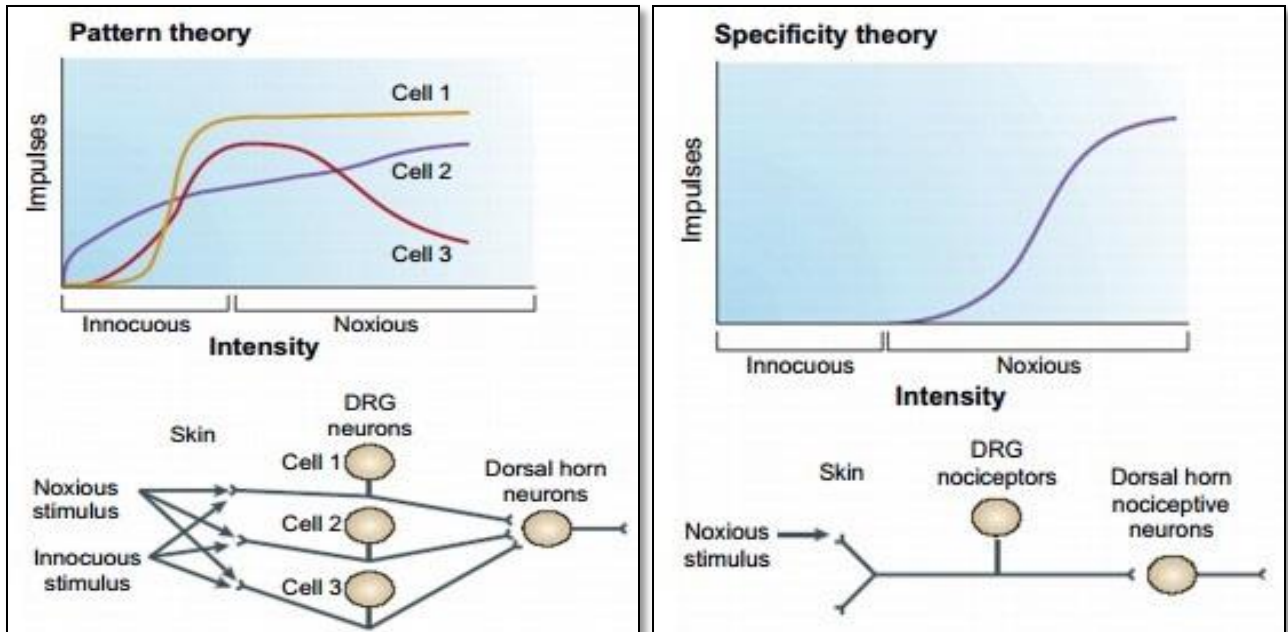 Pattern theory
Cell 1
Cell 2
Cell 3
Impulses
Innocuous
Noxious
Intensity
DRG
neurons
Skin
Cell 1
Cell 2
Cell 3
Dorsal horn
neurons
Noxious
stimulus
Innocuous
stimulus
Specificity theory
Impulses
Innocuous
Noxious
Intensity
DRG
nociceptors
Skin
Dorsal horn
nociceptive
neurons
Noxious
stimulus